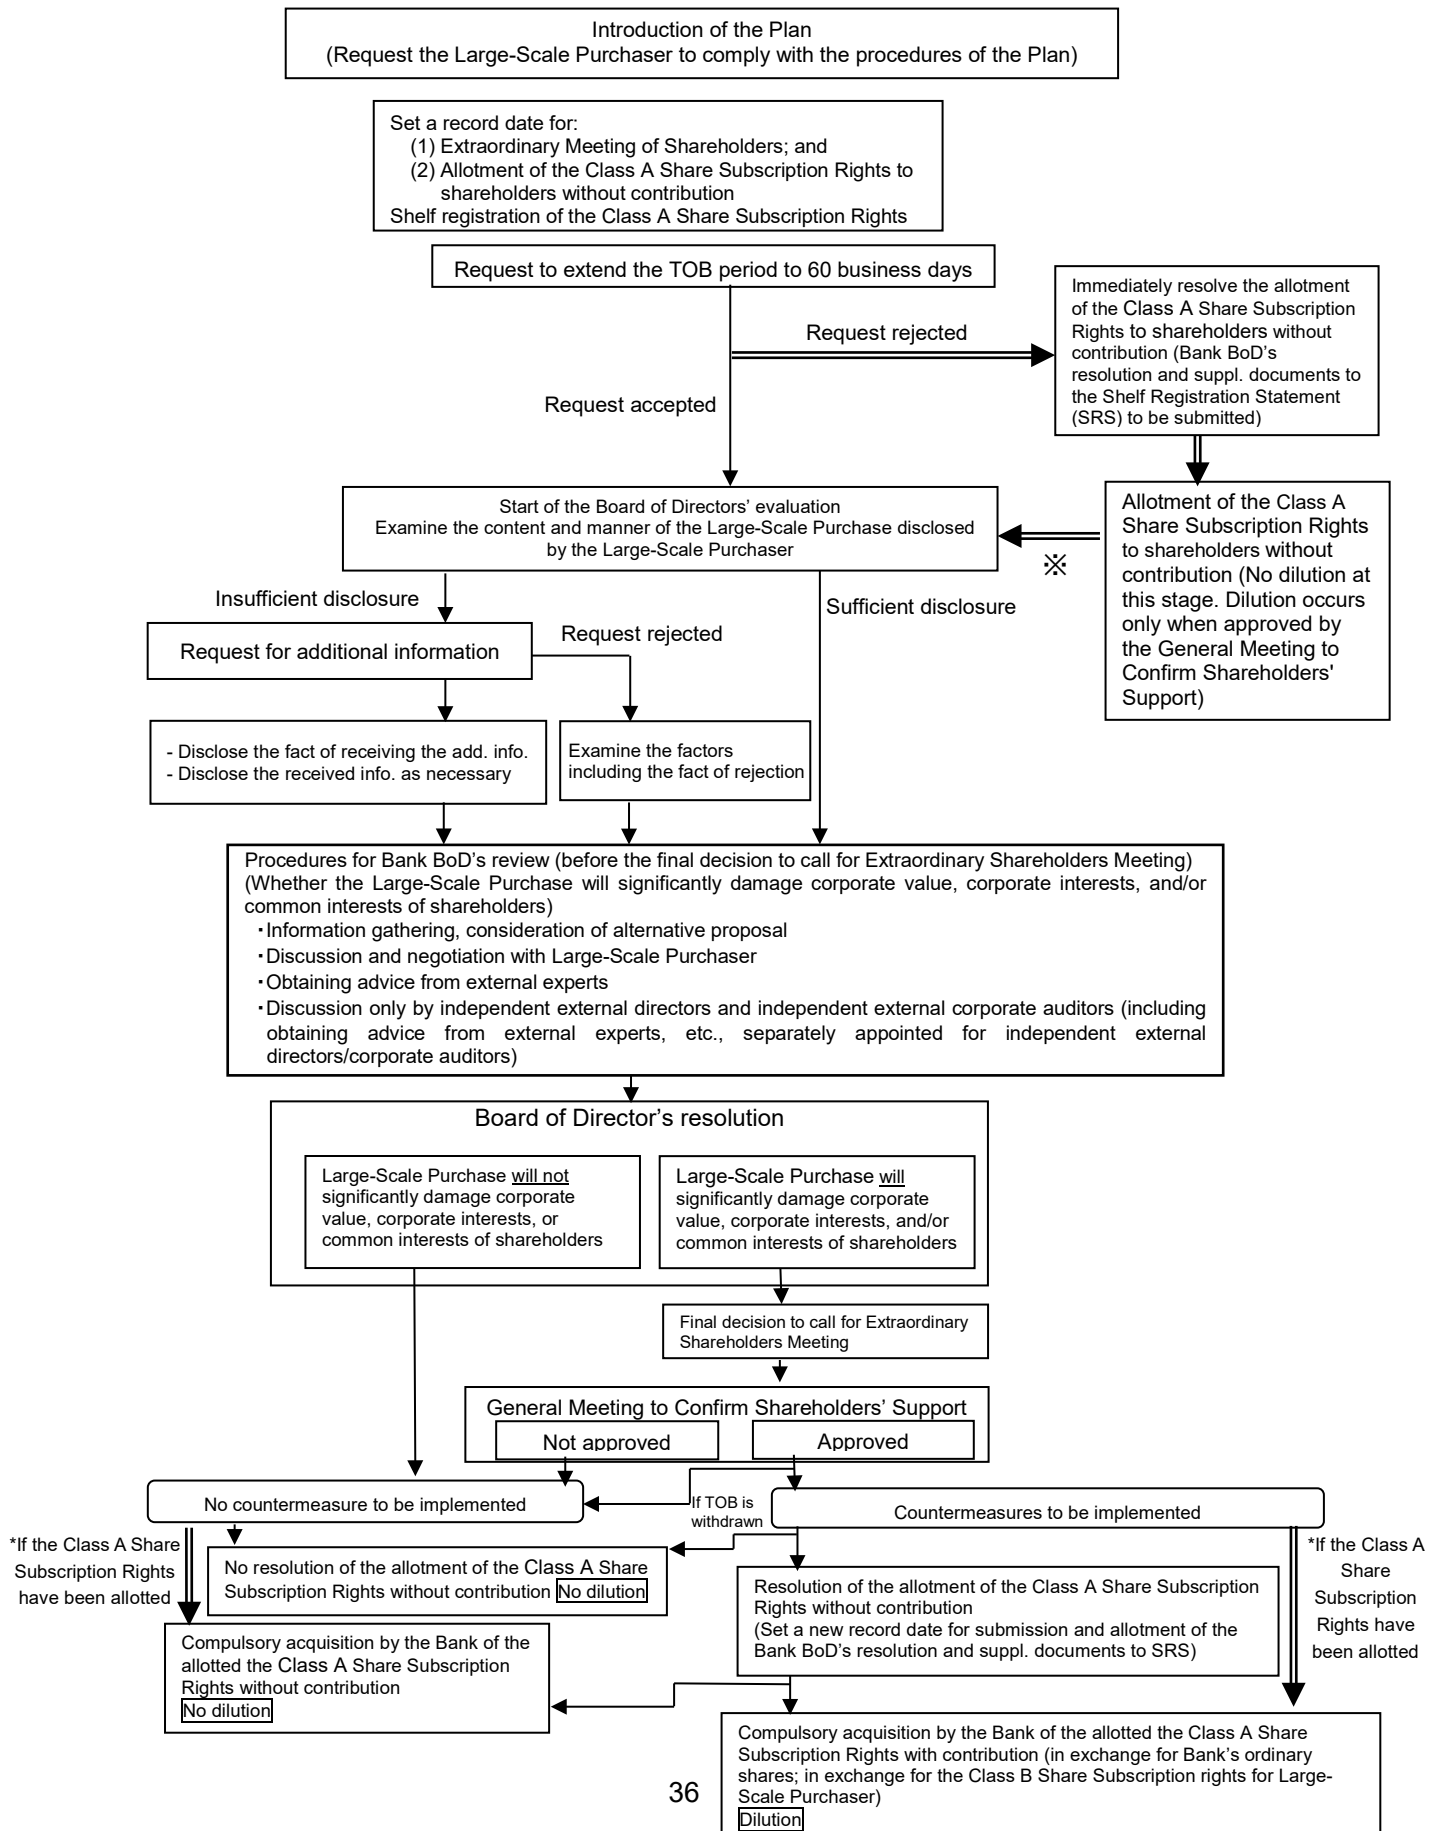 Introduction of the Plan
(Request the Large-Scale Purchaser to comply with the procedures of the Plan)
Set a record date for:
(1) Extraordinary Meeting of Shareholders; and
(2) Allotment of the Class A Share Subscription Rights to
shareholders without contribution
Shelf registration of the Class A Share Subscription Rights
Request to extend the TOB period to 60 business days
Request rejected
Immediately resolve the allotment
of the Class A Share Subscription
Rights to shareholders without
contribution (Bank BoD's
resolution and suppl. documents to
the Shelf Registration Statement
(SRS) to be submitted)
Request accepted
Start of the Board of Directors' evaluation
Examine the content and manner of the Large-Scale Purchase disclosed
by the Large-Scale Purchaser
※
Allotment of the Class A
Share Subscription Rights
to shareholders without
contribution (No dilution at
this stage. Dilution occurs
only when approved by
the General Meeting to
Confirm Shareholders'
Support)
Insufficient disclosure
Sufficient disclosure
Request for additional information
Request rejected
- Disclose the fact of receiving the add. info.
- Disclose the received info. as necessary
Examine the factors
including the fact of rejection
Procedures for Bank BoD's review (before the final decision to call for Extraordinary Shareholders Meeting)
(Whether the Large-Scale Purchase will significantly damage corporate value, corporate interests, and/or
common interests of shareholders)
・Information gathering, consideration of alternative proposal
・Discussion and negotiation with Large-Scale Purchaser
・Obtaining advice from external experts
・Discussion only by independent external directors and independent external corporate auditors (including
obtaining advice from external experts, etc., separately appointed for independent external
directors/corporate auditors)
Board of Director's resolution
Large-Scale Purchase will not
significantly damage corporate
value, corporate interests, or
common interests of shareholders
Large-Scale Purchase will
significantly damage corporate
value, corporate interests, and/or
common interests of shareholders
Final decision to call for Extraordinary
Shareholders Meeting
General Meeting to Confirm Shareholders' Support
Not approved
Approved
No countermeasure to be implemented
If TOB is
withdrawn
Countermeasures to be implemented
*If the Class A Share
Subscription Rights
have been allotted
No resolution of the allotment of the Class A Share
Subscription Rights without contribution No dilution
Resolution of the allotment of the Class A Share Subscription
Rights without contribution
(Set a new record date for submission and allotment of the
Bank BoD's resolution and suppl. documents to SRS)
*If the Class A
Share
Subscription
Rights have
been allotted
Compulsory acquisition by the Bank of the
allotted the Class A Share Subscription
Rights without contribution
No dilution
Compulsory acquisition by the Bank of the allotted the Class A Share
Subscription Rights with contribution (in exchange for Bank's ordinary
shares; in exchange for the Class B Share Subscription rights for Large-
Scale Purchaser)
Dilution
36